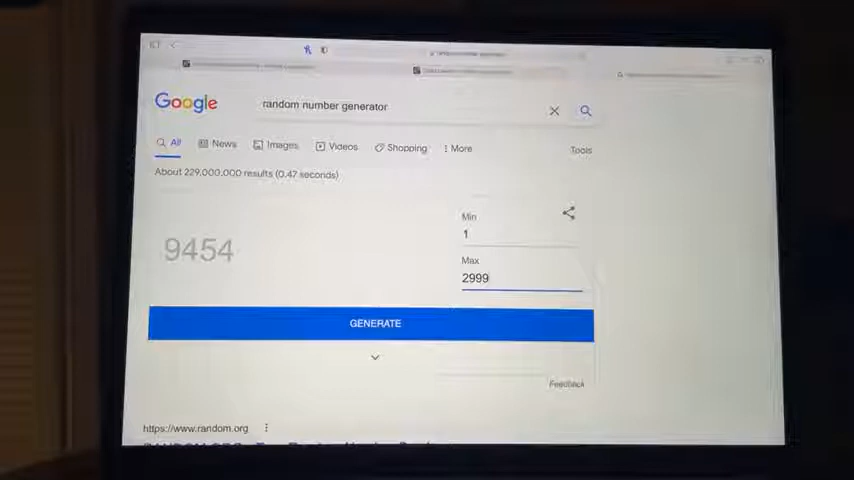 Google
random number generator
All News Images Videos Shopping More
Tools
About 229,000,000 results (0.47 seconds)
Min
1
9454
Max
2999
GENERATE
Feedback
https://www.random.org